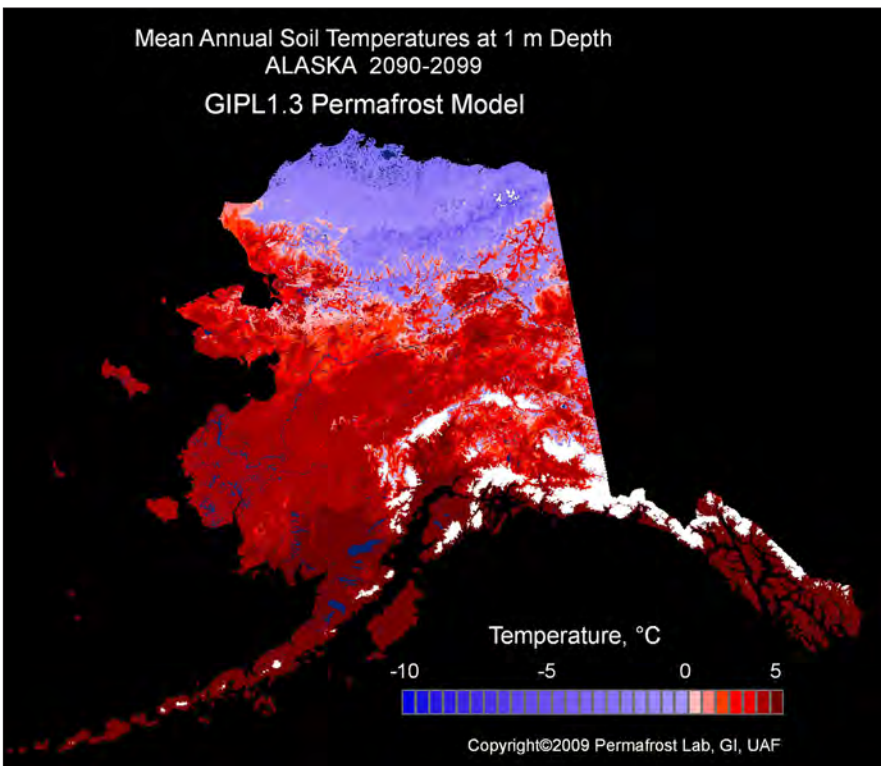 Mean Annual Soil Temperatures at 1 m Depth
ALASKA 2090-2099
GIPL1.3 Permafrost Model
Temperature, °C
-10 -5 0 5
Copyright©2009 Permafrost Lab, GI, UAF